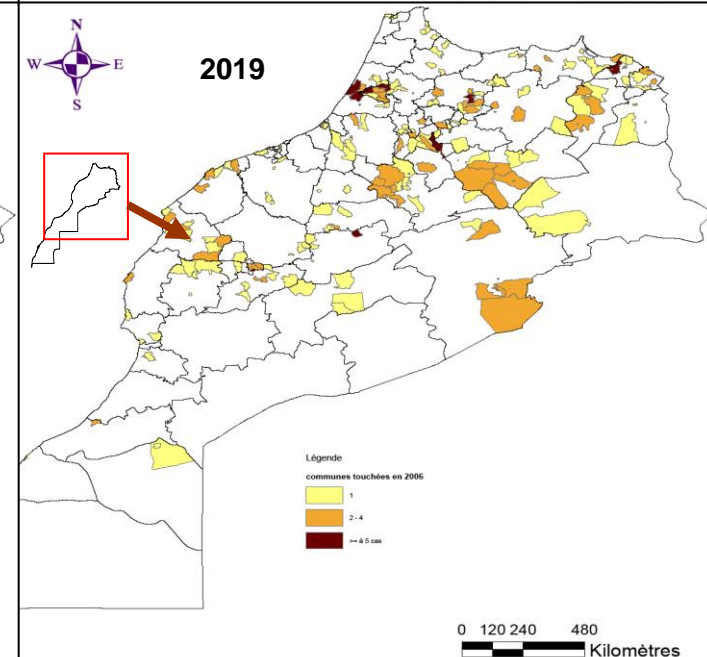 N
W E
S
2019
Légende
communes touchées en 2006
1
2 - 4
>= à 5 cas
0 120 240 480
Kilomètres